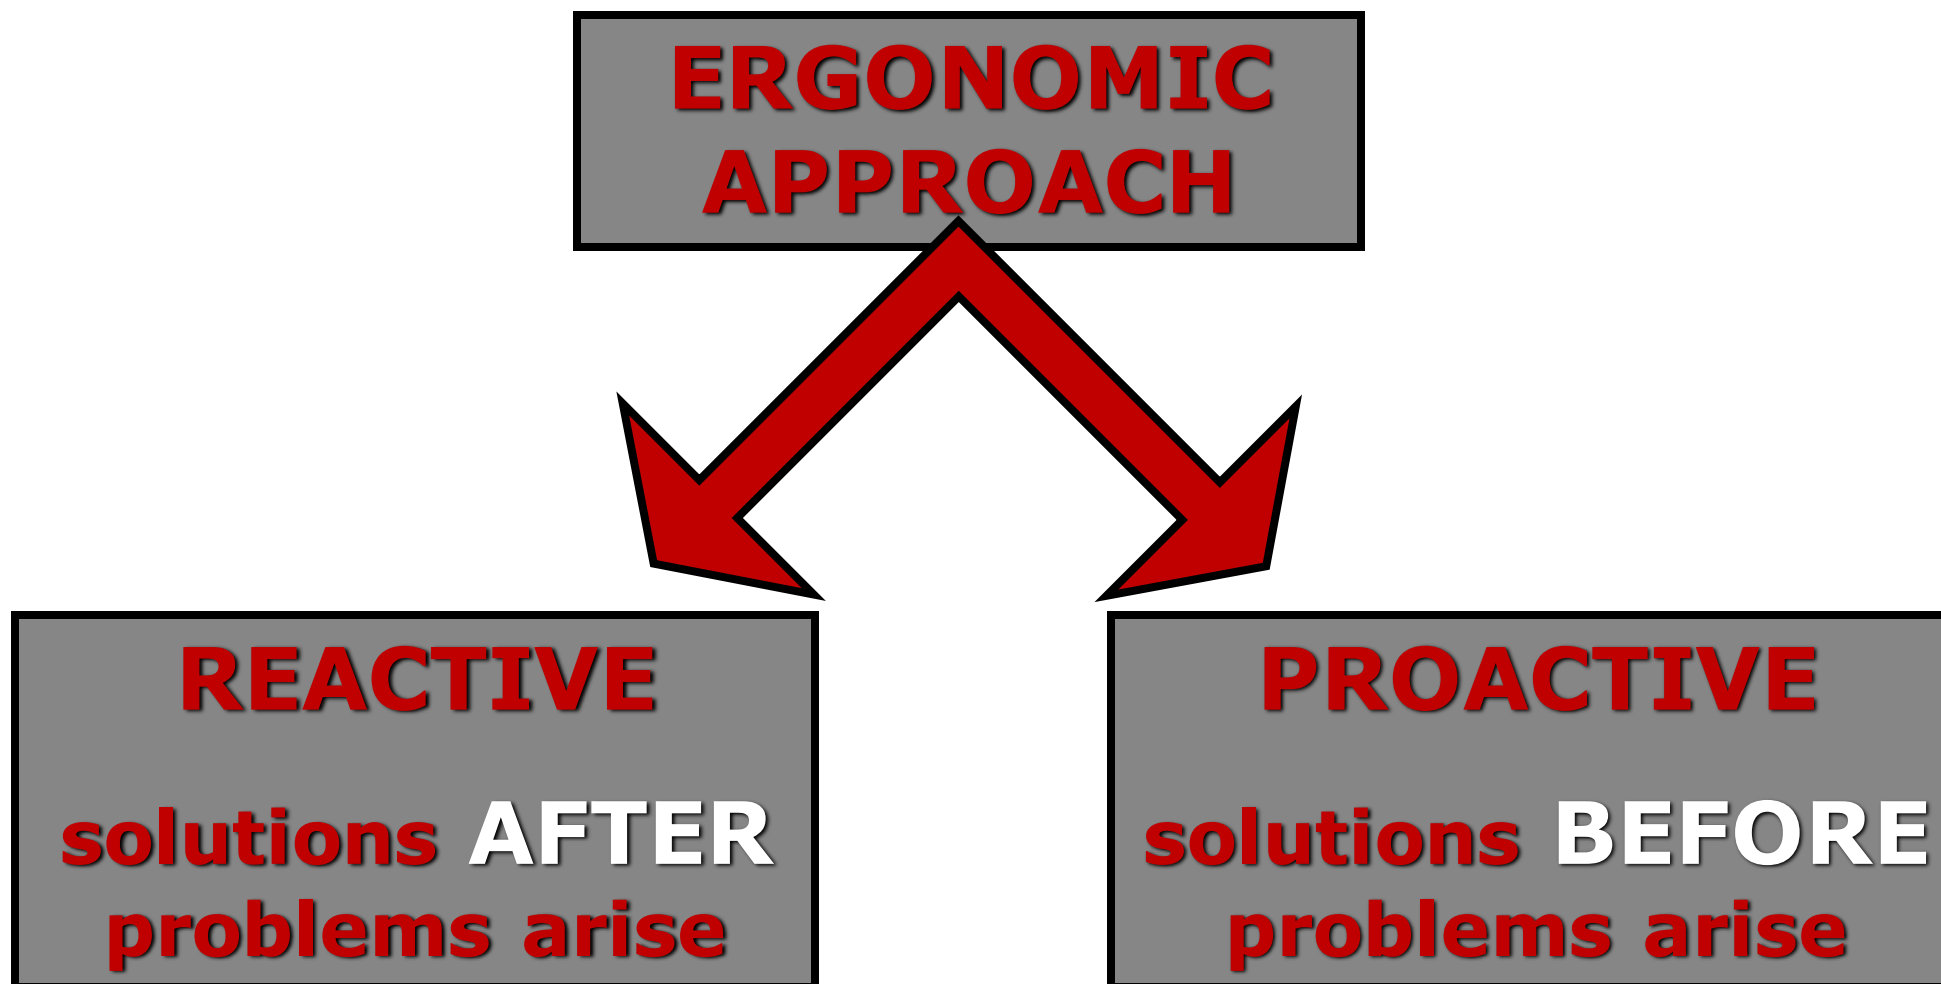 ERGONOMIC
APPROACH
REACTIVE
solutions AFTER
problems arise
PROACTIVE
solutions BEFORE
problems arise